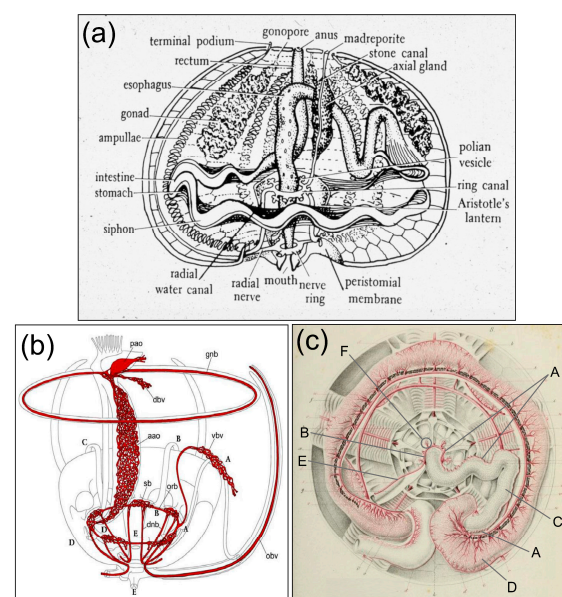 (a)
gonopore anus madreporite
terminal podium stone canal
rectum axial gland
esophagus
gonad
ampullae
polian
vesicle
intestine
stomach ring canal
Aristotle's
lantern
siphon
radial
water canal
radial
nerve
mouth
nerve
ring
peristomial
membrane
(b)
pao
gnb
dbv
aao
C B vbv
A
sb orb
B
D dnb A
D E
obv
E
(c)
F
A
B
E
C
A
D